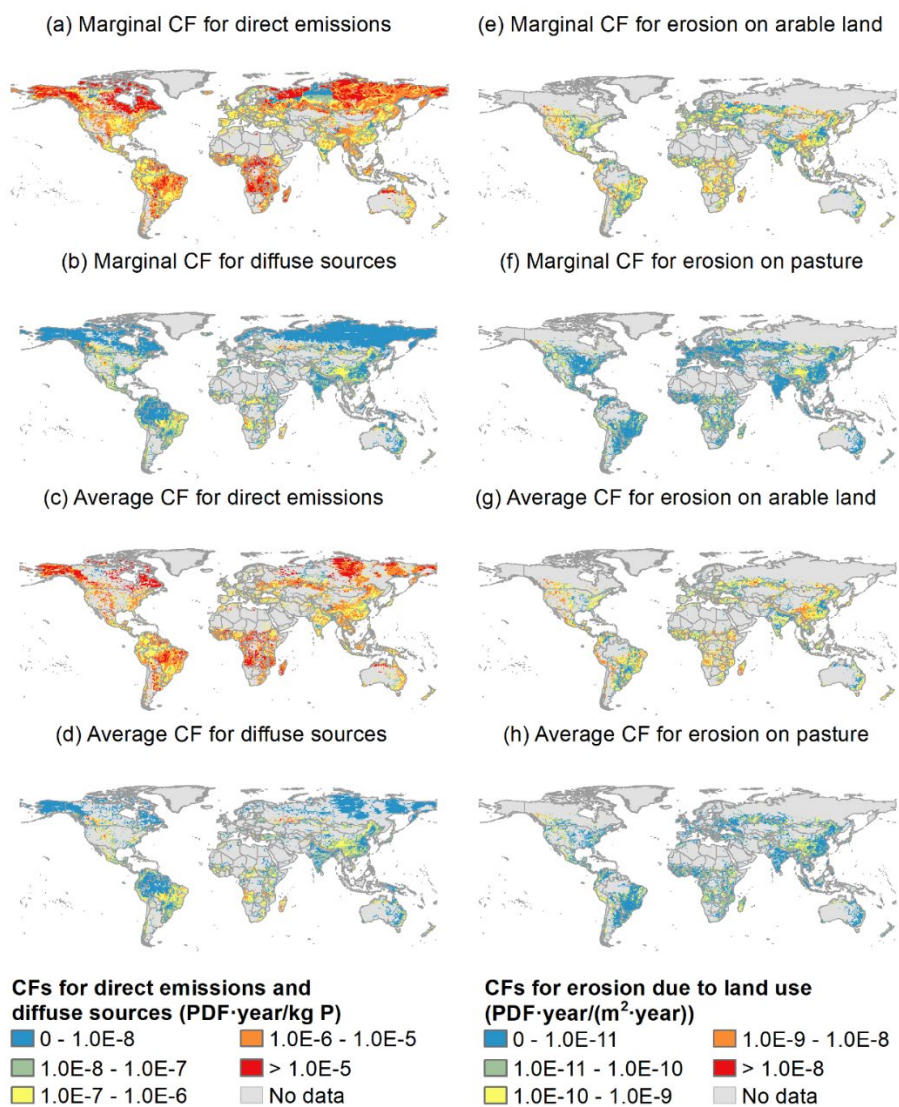 (a) Marginal CF for direct emissions
(e) Marginal CF for erosion on arable land
(b) Marginal CF for diffuse sources
(f) Marginal CF for erosion on pasture
(c) Average CF for direct emissions
(g) Average CF for erosion on arable land
(d) Average CF for diffuse sources
(h) Average CF for erosion on pasture
CFs for direct emissions and
diffuse sources (PDF·year/kg P)
0 - 1.0E-8
1.0E-8 - 1.0E-7
1.0E-7 - 1.0E-6
1.0E-6 - 1.0E-5
> 1.0E-5
No data
CFs for erosion due to land use
(PDF·year/(m²·year))
0 - 1.0E-11
1.0E-11 - 1.0E-10
1.0E-10 - 1.0E-9
1.0E-9 - 1.0E-8
> 1.0E-8
No data